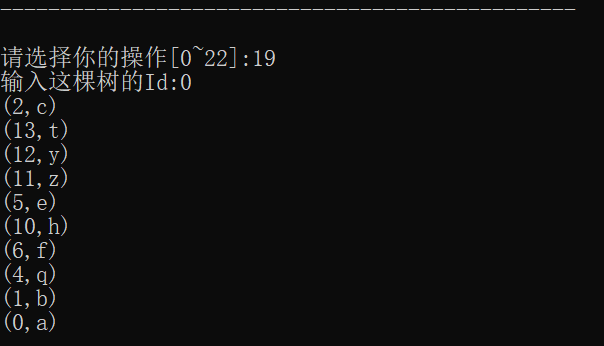 ------------------------------------------------
请选择你的操作[0~22]:19
输入这棵树的Id:0
(2,c)
(13,t)
(12,y)
(11,z)
(5,e)
(10,h)
(6,f)
(4,q)
(1,b)
(0,a)